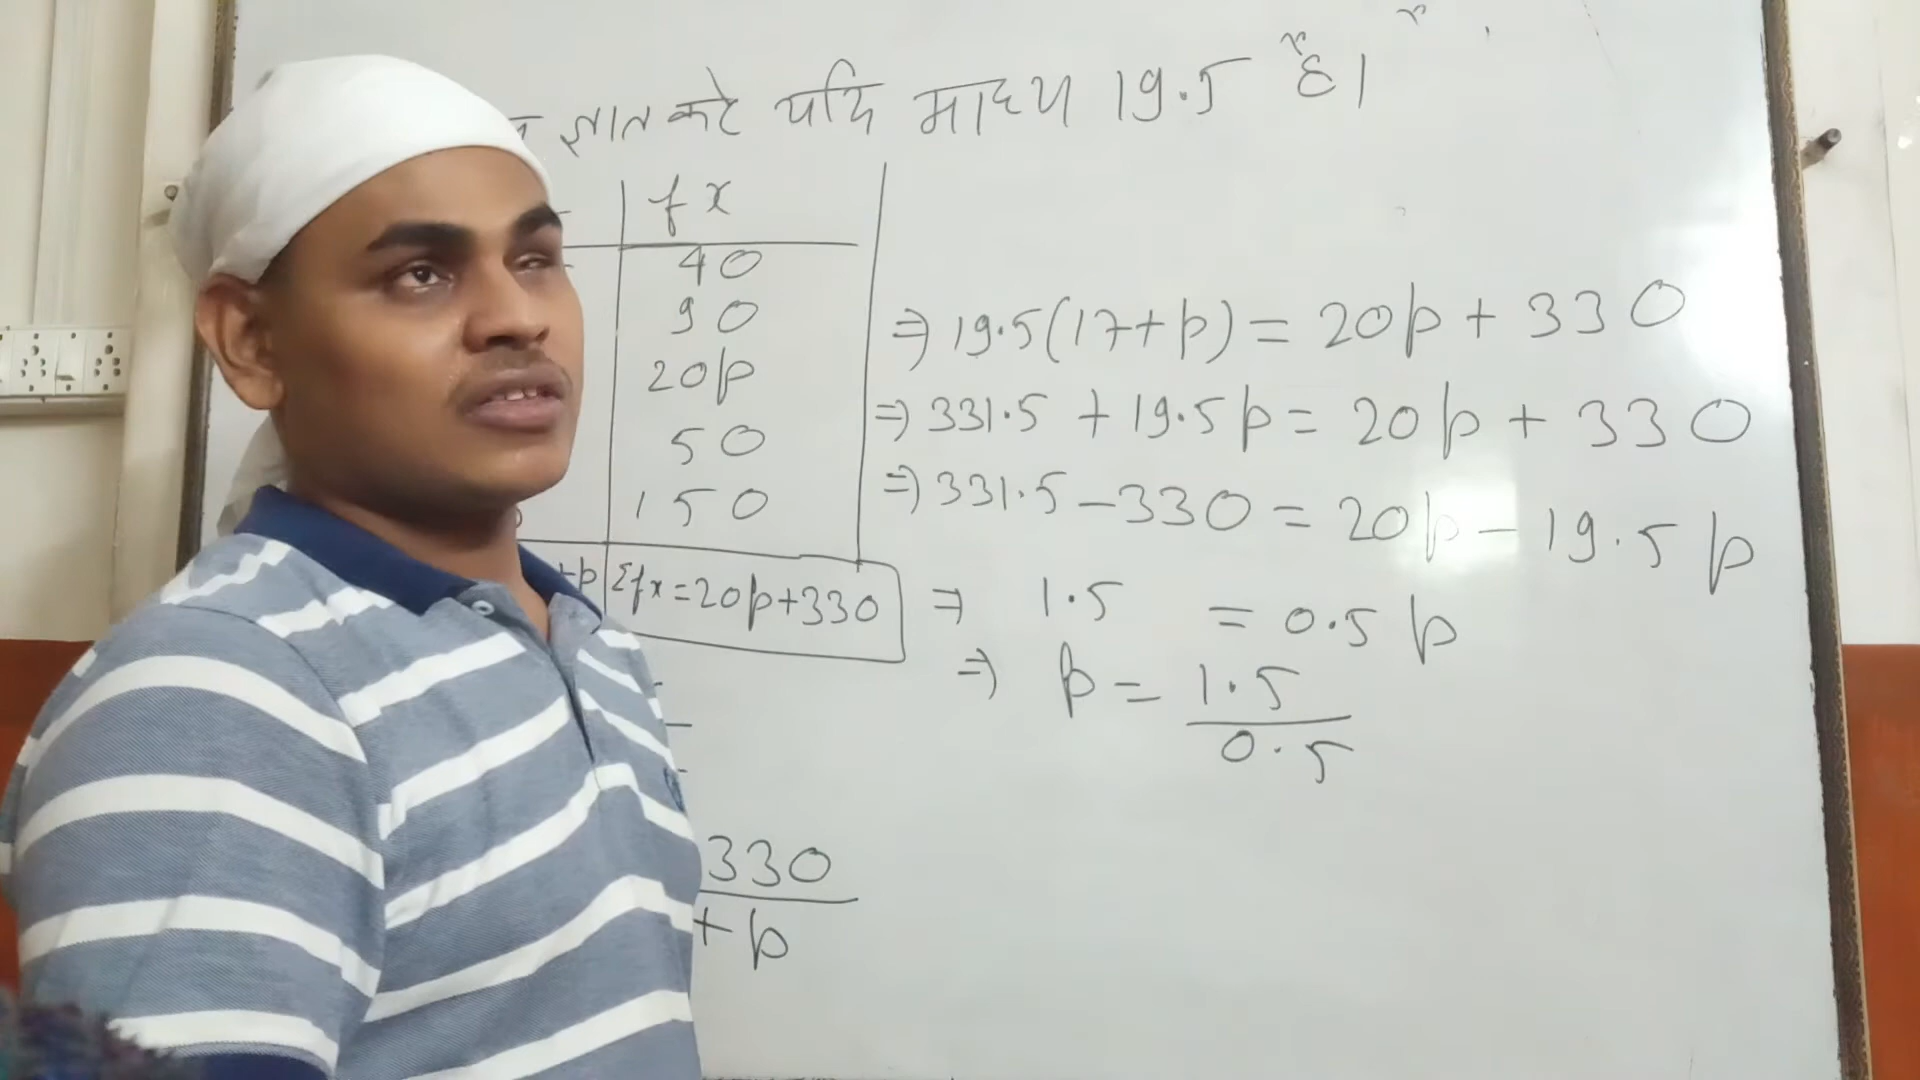 ज्ञात करे यदि माध्य 19.5 है।
fx
40
90
20p
50
150
+p Σfx = 20p + 330
330
+ p
⇒ 19.5(17+p) = 20p + 330
⇒ 331.5 + 19.5p = 20p + 330
⇒ 331.5 − 330 = 20p − 19.5p
⇒ 1.5 = 0.5p
⇒ p = 1.5
0.5